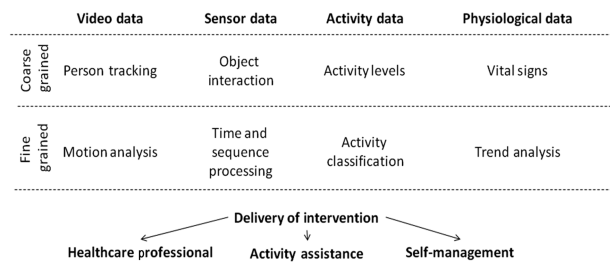 Video data Sensor data Activity data Physiological data
Coarse
grained
Person tracking
Object
interaction
Activity levels
Vital signs
Fine
grained
Motion analysis
Time and
sequence
processing
Activity
classification
Trend analysis
Delivery of intervention
Healthcare professional Activity assistance Self-management